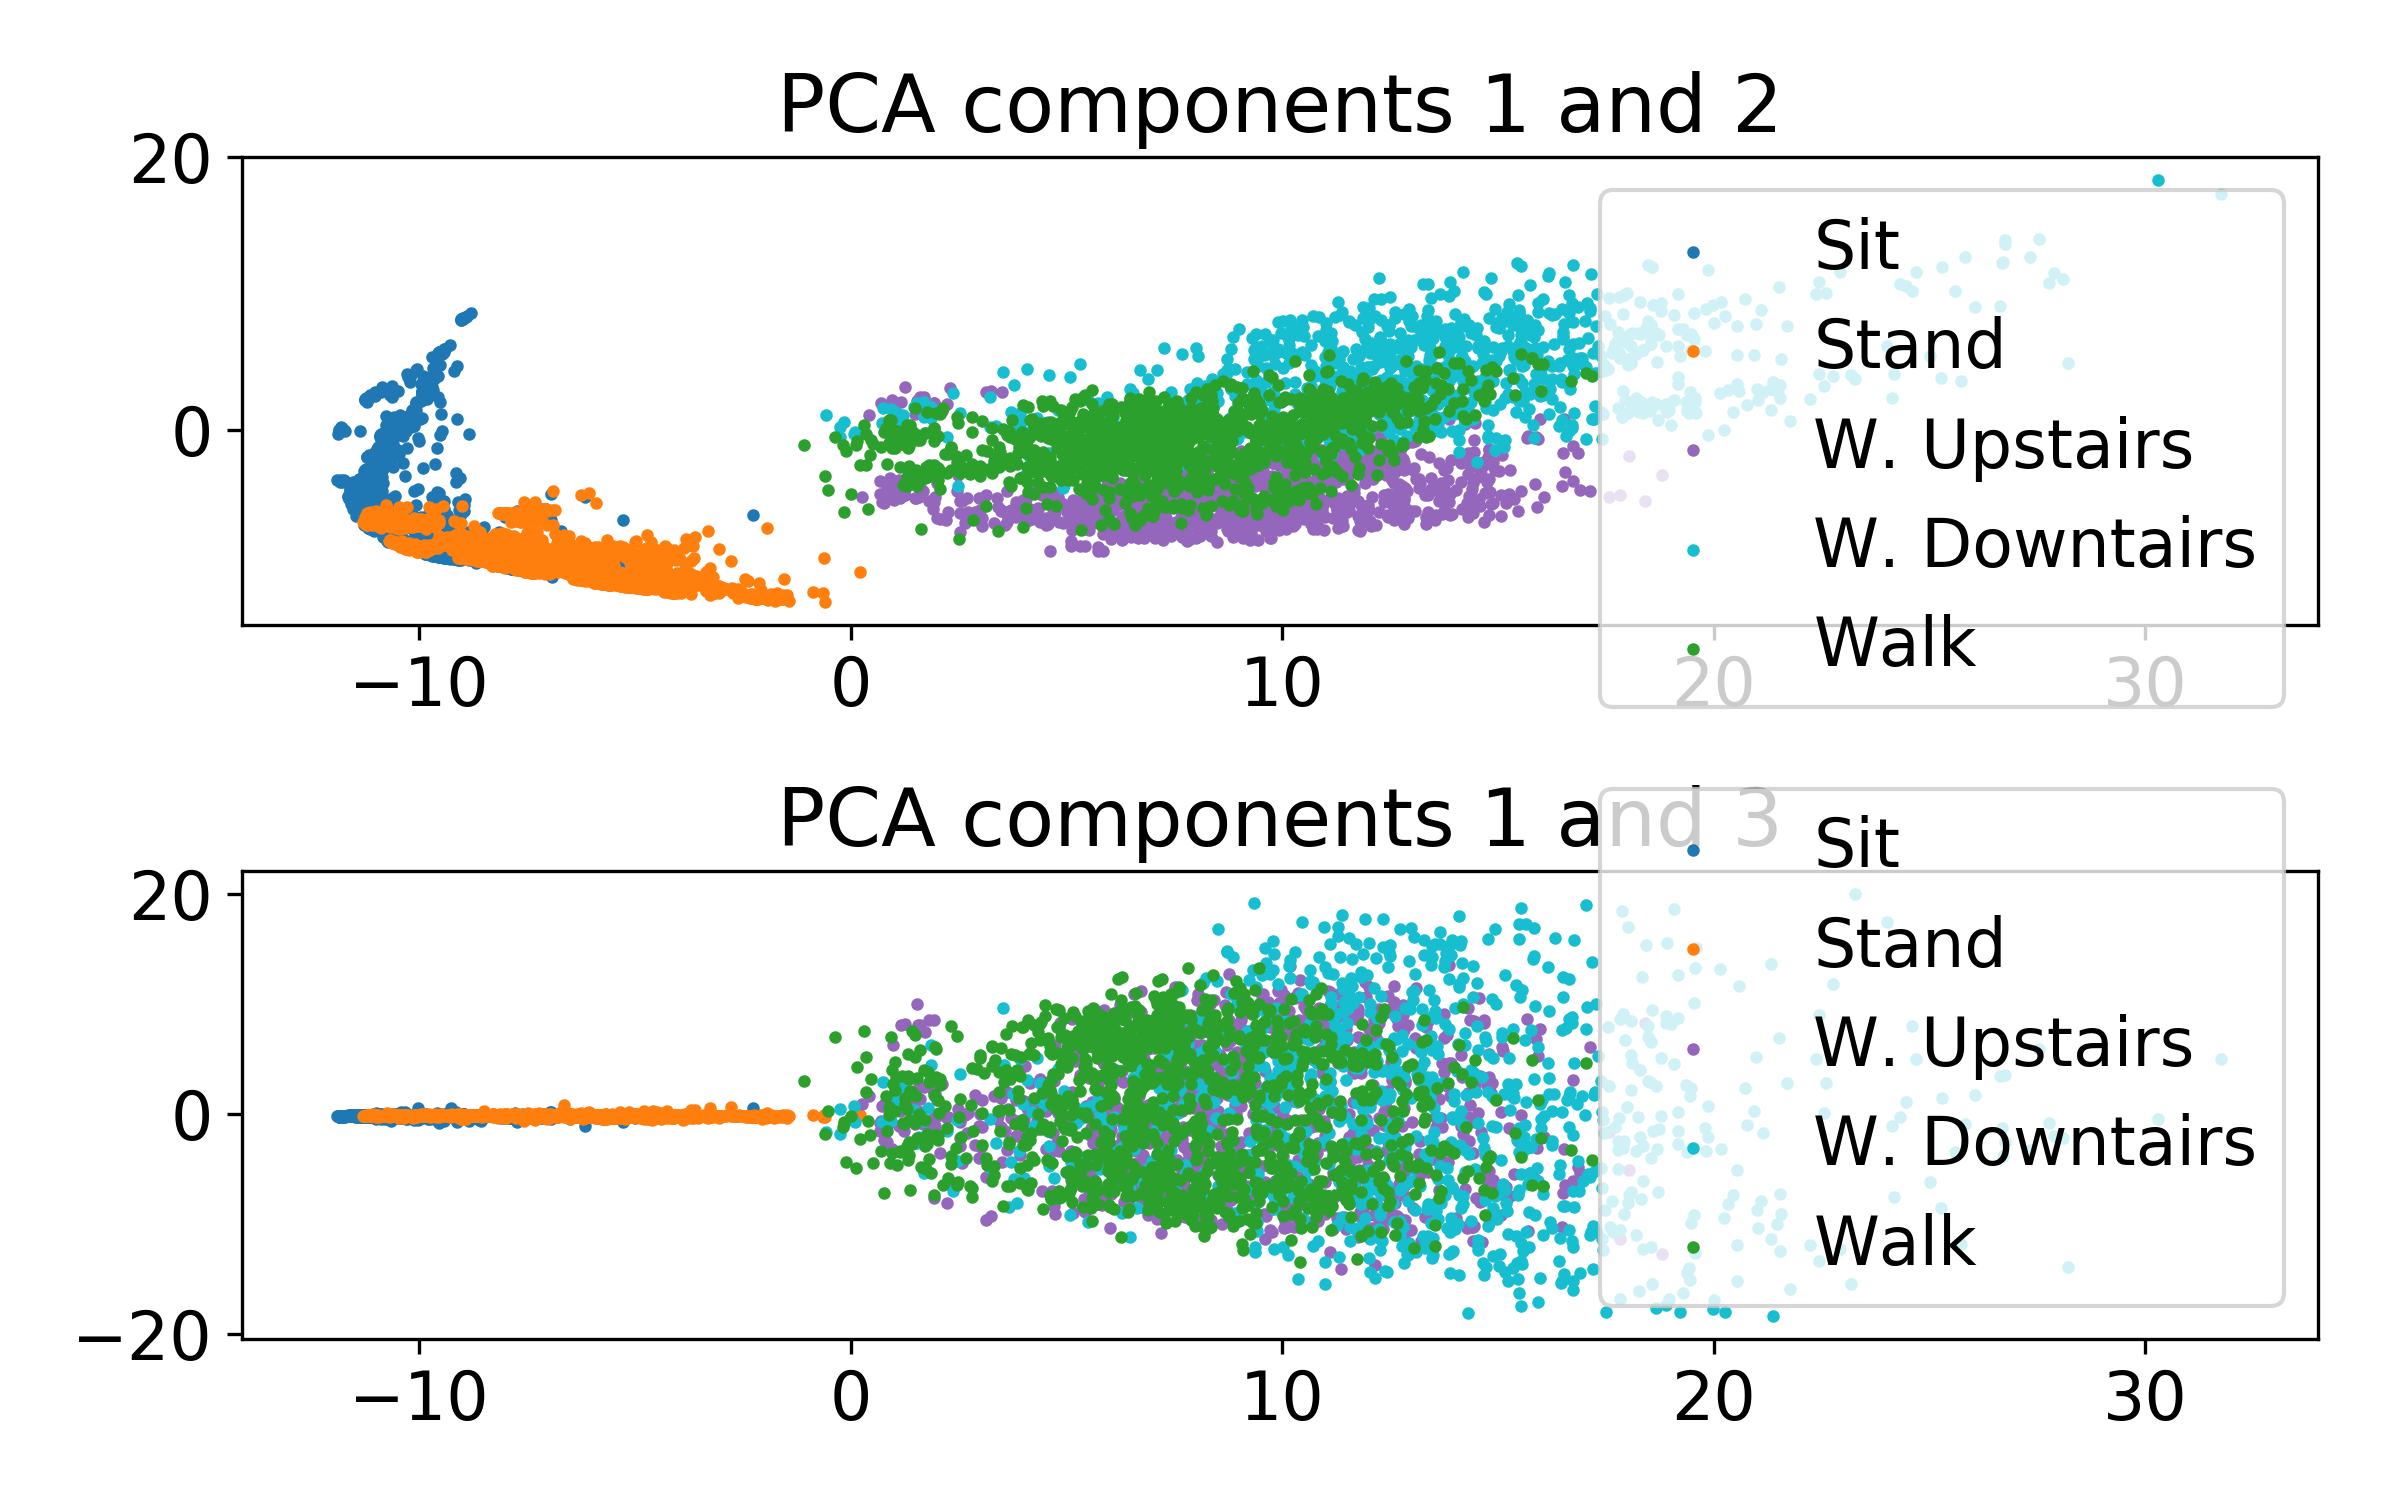 PCA components 1 and 2
20
0
−10 0 10 20 30
Sit
Stand
W. Upstairs
W. Downtairs
Walk
PCA components 1 and 3
20
0
−20
−10 0 10 20 30
Sit
Stand
W. Upstairs
W. Downtairs
Walk